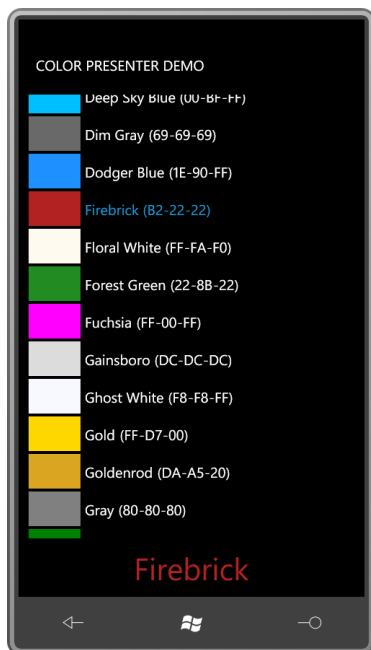 COLOR PRESENTER DEMO
Deep Sky Blue (00-BF-FF)
Dim Gray (69-69-69)
Dodger Blue (1E-90-FF)
Firebrick (B2-22-22)
Floral White (FF-FA-F0)
Forest Green (22-8B-22)
Fuchsia (FF-00-FF)
Gainsboro (DC-DC-DC)
Ghost White (F8-F8-FF)
Gold (FF-D7-00)
Goldenrod (DA-A5-20)
Gray (80-80-80)
Firebrick